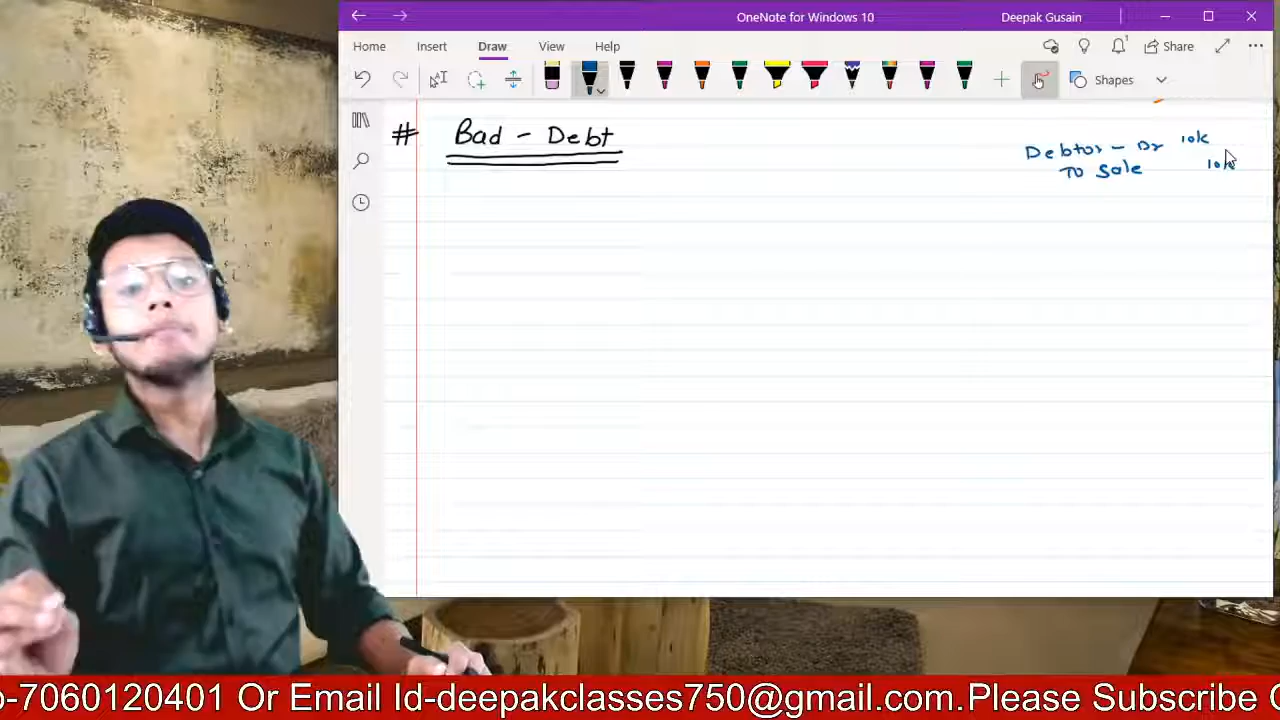 OneNote for Windows 10
Deepak Gusain
Home Insert Draw View Help
Share
Shapes
# Bad - Debt
Debtor - Dr 10k
To Sale 10k
o-7060120401 Or Email Id-deepakclasses750@gmail.com.Please Subscribe